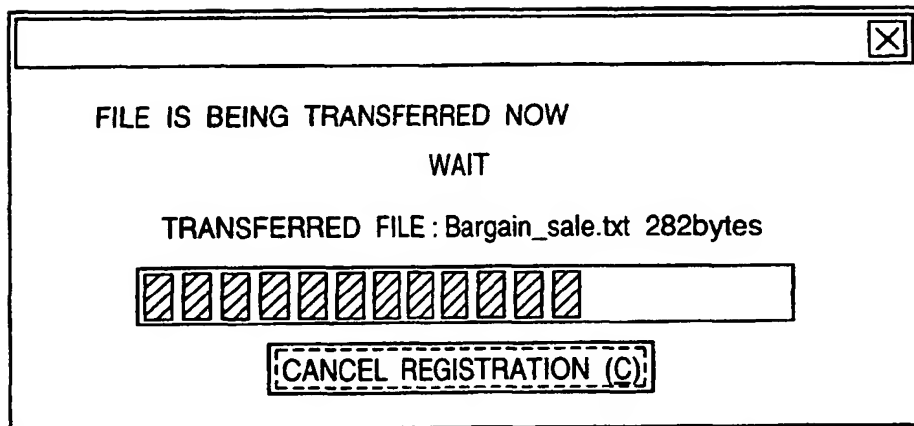 FILE IS BEING TRANSFERRED NOW
WAIT
TRANSFERRED FILE : Bargain_sale.txt 282bytes
CANCEL REGISTRATION (C)